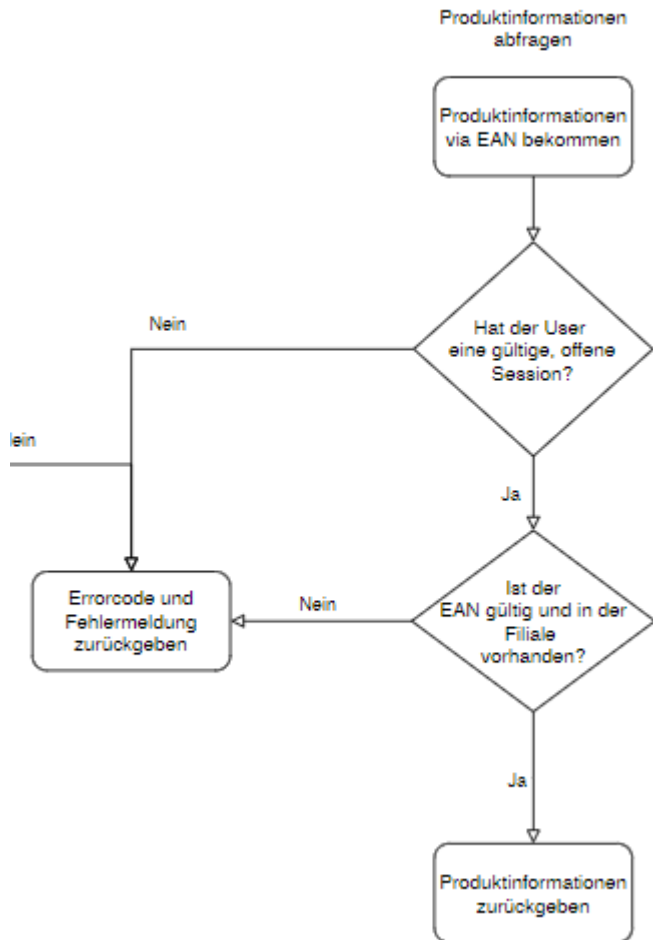 Produktinformationen
abfragen
Produktinformationen
via EAN bekommen
Nein
Hat der User
eine gültige, offene
Session?
lein
Ja
Errorcode und
Fehlermeldung
zurückgeben
Nein
Ist der
EAN gültig und in der
Filiale
vorhanden?
Ja
Produktinformationen
zurückgeben